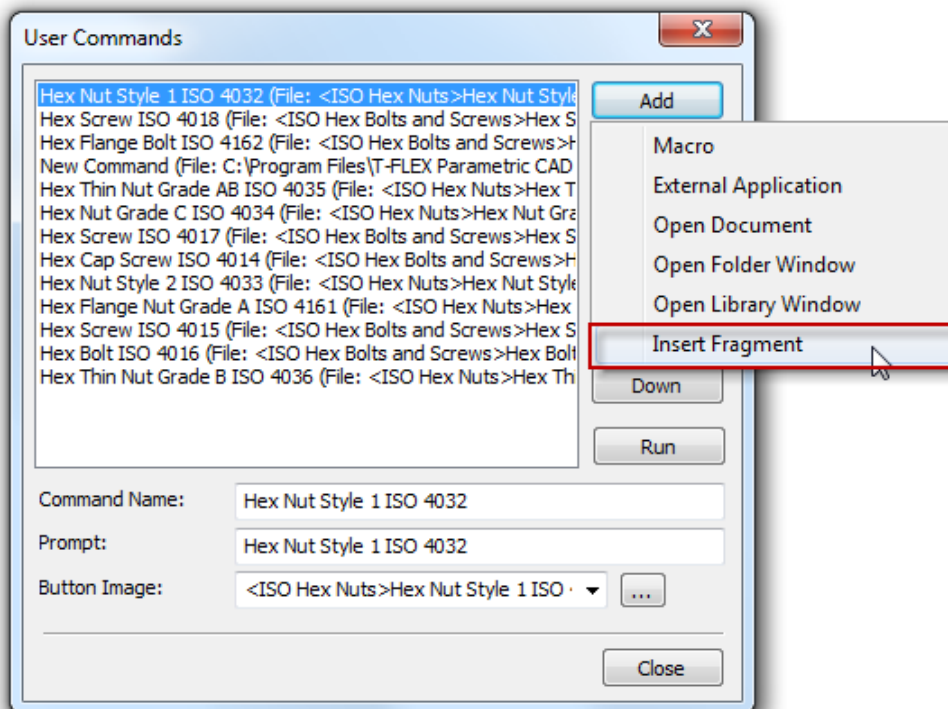 User Commands
Hex Nut Style 1 ISO 4032 (File: <ISO Hex Nuts>Hex Nut Style
Hex Screw ISO 4018 (File: <ISO Hex Bolts and Screws>Hex S
Hex Flange Bolt ISO 4162 (File: <ISO Hex Bolts and Screws>H
New Command (File: C:\Program Files\T-FLEX Parametric CAD
Hex Thin Nut Grade AB ISO 4035 (File: <ISO Hex Nuts>Hex T
Hex Nut Grade C ISO 4034 (File: <ISO Hex Nuts>Hex Nut Gra
Hex Screw ISO 4017 (File: <ISO Hex Bolts and Screws>Hex S
Hex Cap Screw ISO 4014 (File: <ISO Hex Bolts and Screws>H
Hex Nut Style 2 ISO 4033 (File: <ISO Hex Nuts>Hex Nut Style
Hex Flange Nut Grade A ISO 4161 (File: <ISO Hex Nuts>Hex
Hex Screw ISO 4015 (File: <ISO Hex Bolts and Screws>Hex S
Hex Bolt ISO 4016 (File: <ISO Hex Bolts and Screws>Hex Bolt
Hex Thin Nut Grade B ISO 4036 (File: <ISO Hex Nuts>Hex Thi
Add
Macro
External Application
Open Document
Open Folder Window
Open Library Window
Insert Fragment
Down
Run
Command Name: Hex Nut Style 1 ISO 4032
Prompt: Hex Nut Style 1 ISO 4032
Button Image: <ISO Hex Nuts>Hex Nut Style 1 ISO ...
Close